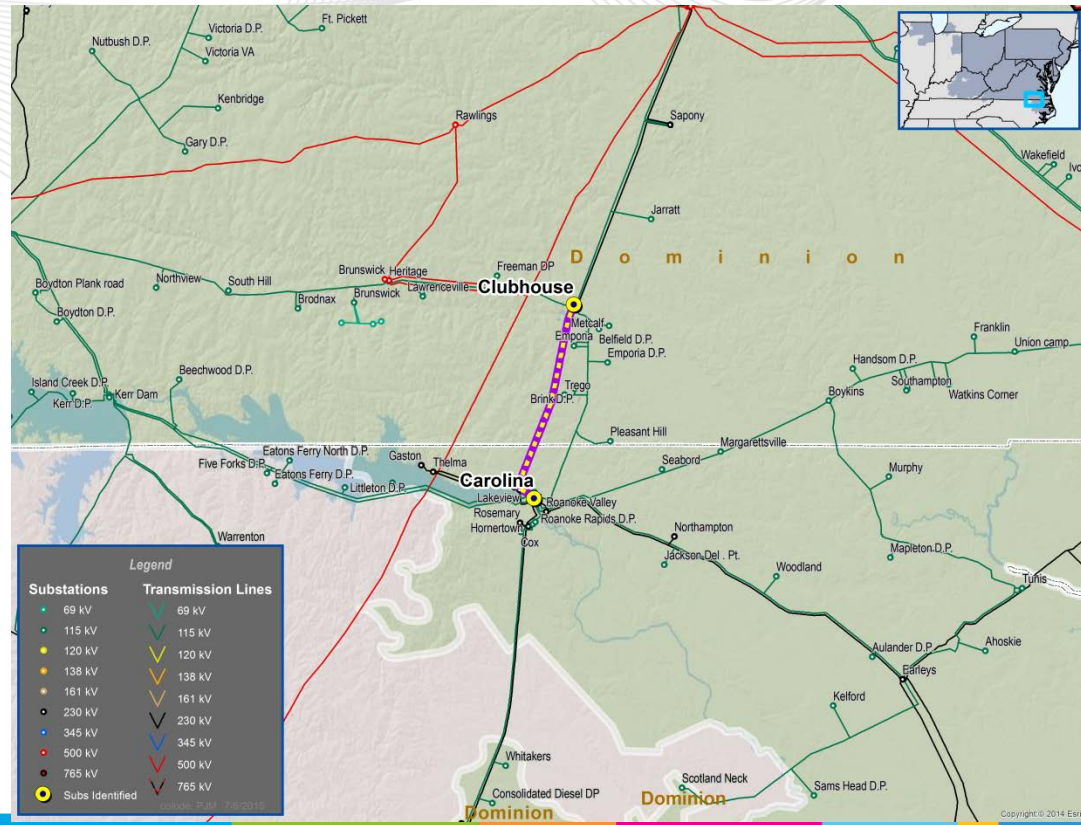 Ft. Pickett
Victoria D.P.
Nutbush D.P.
Victoria VA
Kenbridge
Rawlings
Sapony
Gary D.P.
Wakefield
Jarratt
D o m i n i o n
Freeman DP
Brunswick
Heritage
Clubhouse
Northview
South Hill
Lawrenceville
Boydton Plank road
Brodnax
Brunswick
Boydton D.P.
Metcalf
Emporia
Belfield D.P.
Franklin
Union camp
Emporia D.P.
Handsom D.P.
Beechwood D.P.
Island Creek D.P.
Kerr D.P.
Kerr Dam
Trego
Brink D.P.
Southampton
Watkins Corner
Boykins
Pleasant Hill
Margarettsville
Eatons Ferry North D.P.
Gaston
Thelma
Five Forks D.P.
Eatons Ferry D.P.
Seabord
Carolina
Murphy
Littleton D.P.
Lakeview
Roanoke Valley
Rosemary
Roanoke Rapids D.P.
Hornertown
Northampton
Warrenton
Cox
Jackson Del . Pt.
Mapleton D.P.
Woodland
Tunis
Aulander D.P.
Ahoskie
Earleys
Kelford
Whitakers
Scotland Neck
Sams Head D.P.
Consolidated Diesel DP
Dominion
Dominion
Legend
Substations
69 kV
115 kV
120 kV
138 kV
161 kV
230 kV
345 kV
500 kV
765 kV
Subs Identified
Transmission Lines
69 kV
115 kV
120 kV
138 kV
161 kV
230 kV
345 kV
500 kV
765 kV
Copyright © 2014 Esri